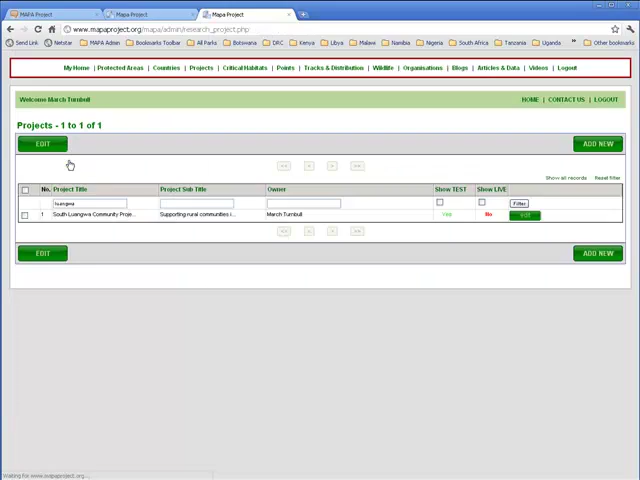 MAPA Project
Mapa Project
Mapa Project
www.mapaproject.org/mapa/admin/research_project.php
Send Link Netstar MAPA Admin Bookmarks Toolbar All Parks Botswana DRC Kenya Libya Malawi Namibia Nigeria South Africa Tanzania Uganda » Other bookmarks
My Home | Protected Areas | Countries | Projects | Critical Habitats | Points | Tracks & Distribution | Wildlife | Organisations | Blogs | Articles & Data | Videos | Logout
Welcome March Turnbull HOME | CONTACT US | LOGOUT
Projects - 1 to 1 of 1
EDIT ADD NEW
<< < > >>
Show all records Reset filter
No. Project Title Project Sub Title Owner Show TEST Show LIVE
luangwa Filter
1 South Luangwa Community Proje... Supporting rural communities i... March Turnbull Yes No edit
<< < > >>
EDIT ADD NEW
Waiting for www.mapaproject.org...